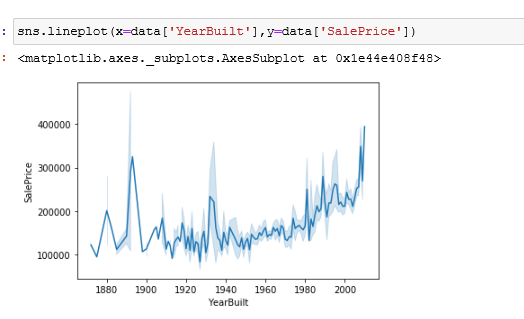 : sns.lineplot(x=data['YearBuilt'],y=data['SalePrice'])
: <matplotlib.axes._subplots.AxesSubplot at 0x1e44e408f48>
400000
300000
200000
100000
SalePrice
1880 1900 1920 1940 1960 1980 2000
YearBuilt